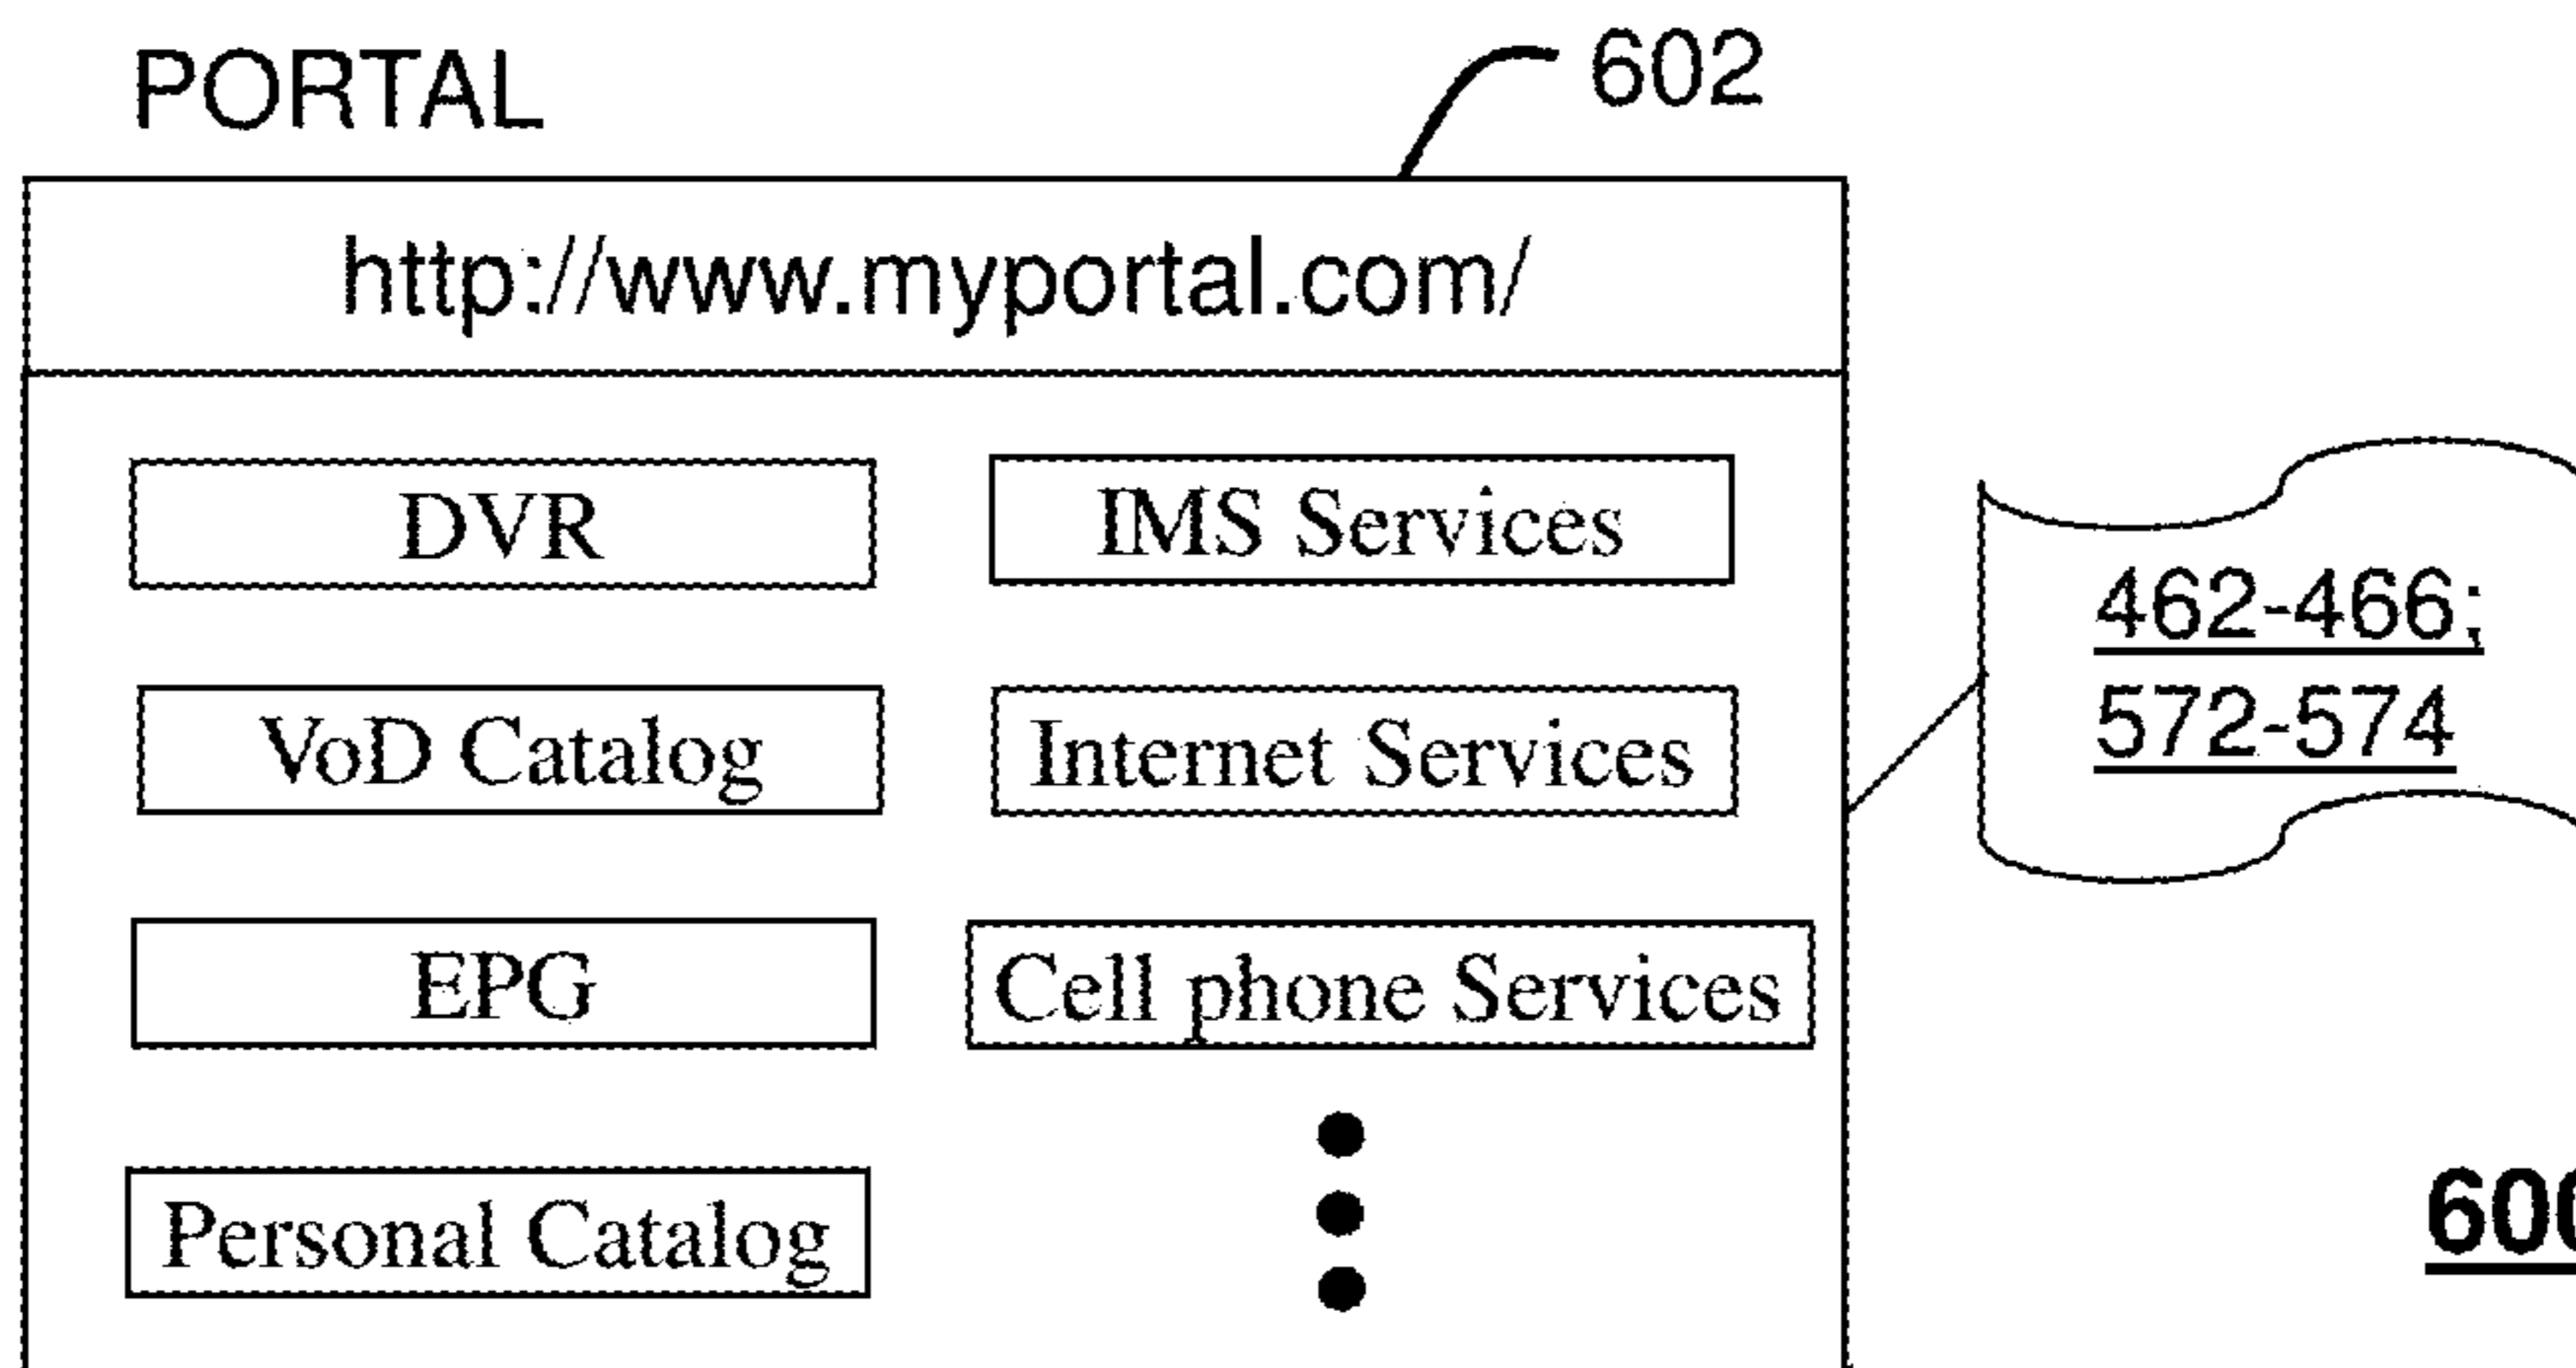 PORTAL
602
http://www.myportal.com/
DVR
IMS Services
462-466;
572-574
VoD Catalog
Internet Services
EPG
Cell phone Services
Personal Catalog
600